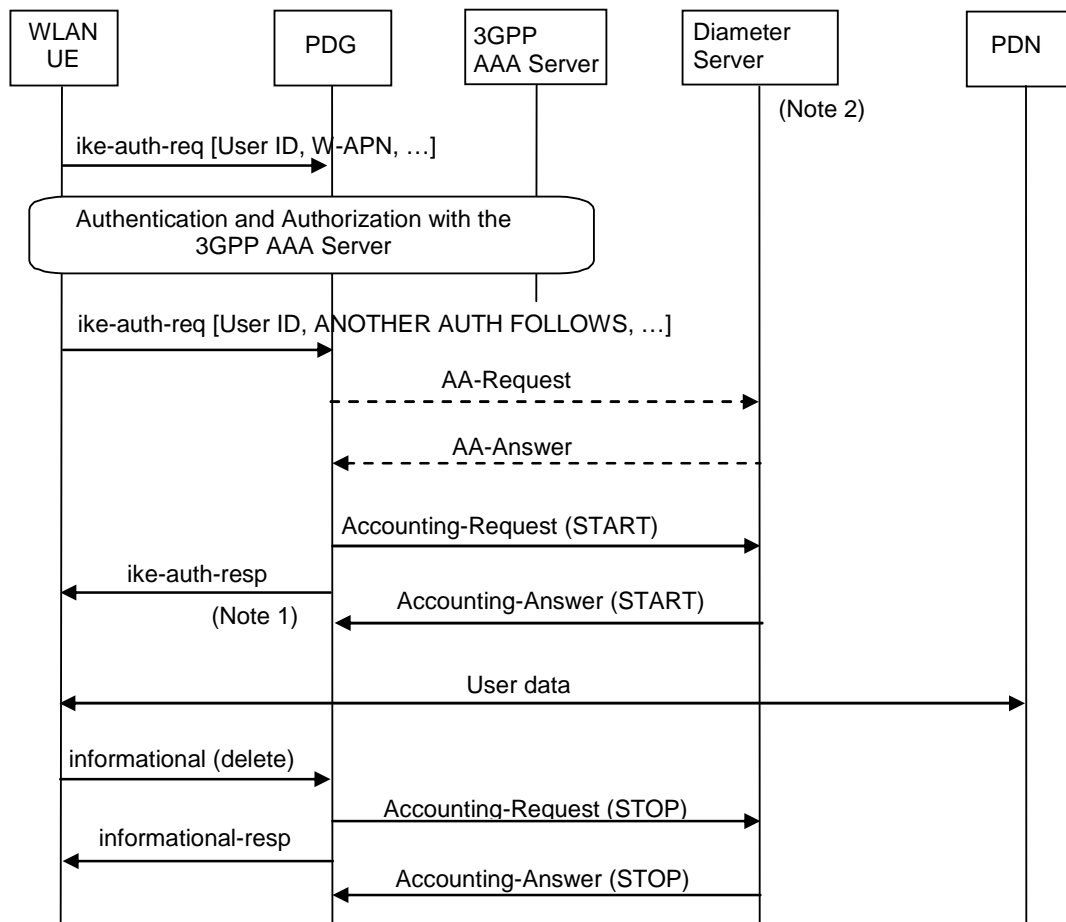 WLAN
UE
PDG
3GPP
AAA Server
Diameter
Server
PDN
(Note 2)
ike-auth-req [User ID, W-APN, …]
Authentication and Authorization with the
3GPP AAA Server
ike-auth-req [User ID, ANOTHER AUTH FOLLOWS, …]
AA-Request
AA-Answer
Accounting-Request (START)
ike-auth-resp
Accounting-Answer (START)
(Note 1)
User data
informational (delete)
Accounting-Request (STOP)
informational-resp
Accounting-Answer (STOP)